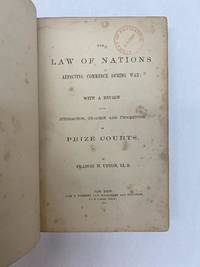 THE
LAW OF NATIONS
AFFECTING COMMERCE DURING WAR:
WITH A REVIEW
OF THE
JURISDICTION, PRACTICE AND PROCEEDINGS
OF
PRIZE COURTS.
BY
FRANCIS H. UPTON, LL.B.
NEW YORK: